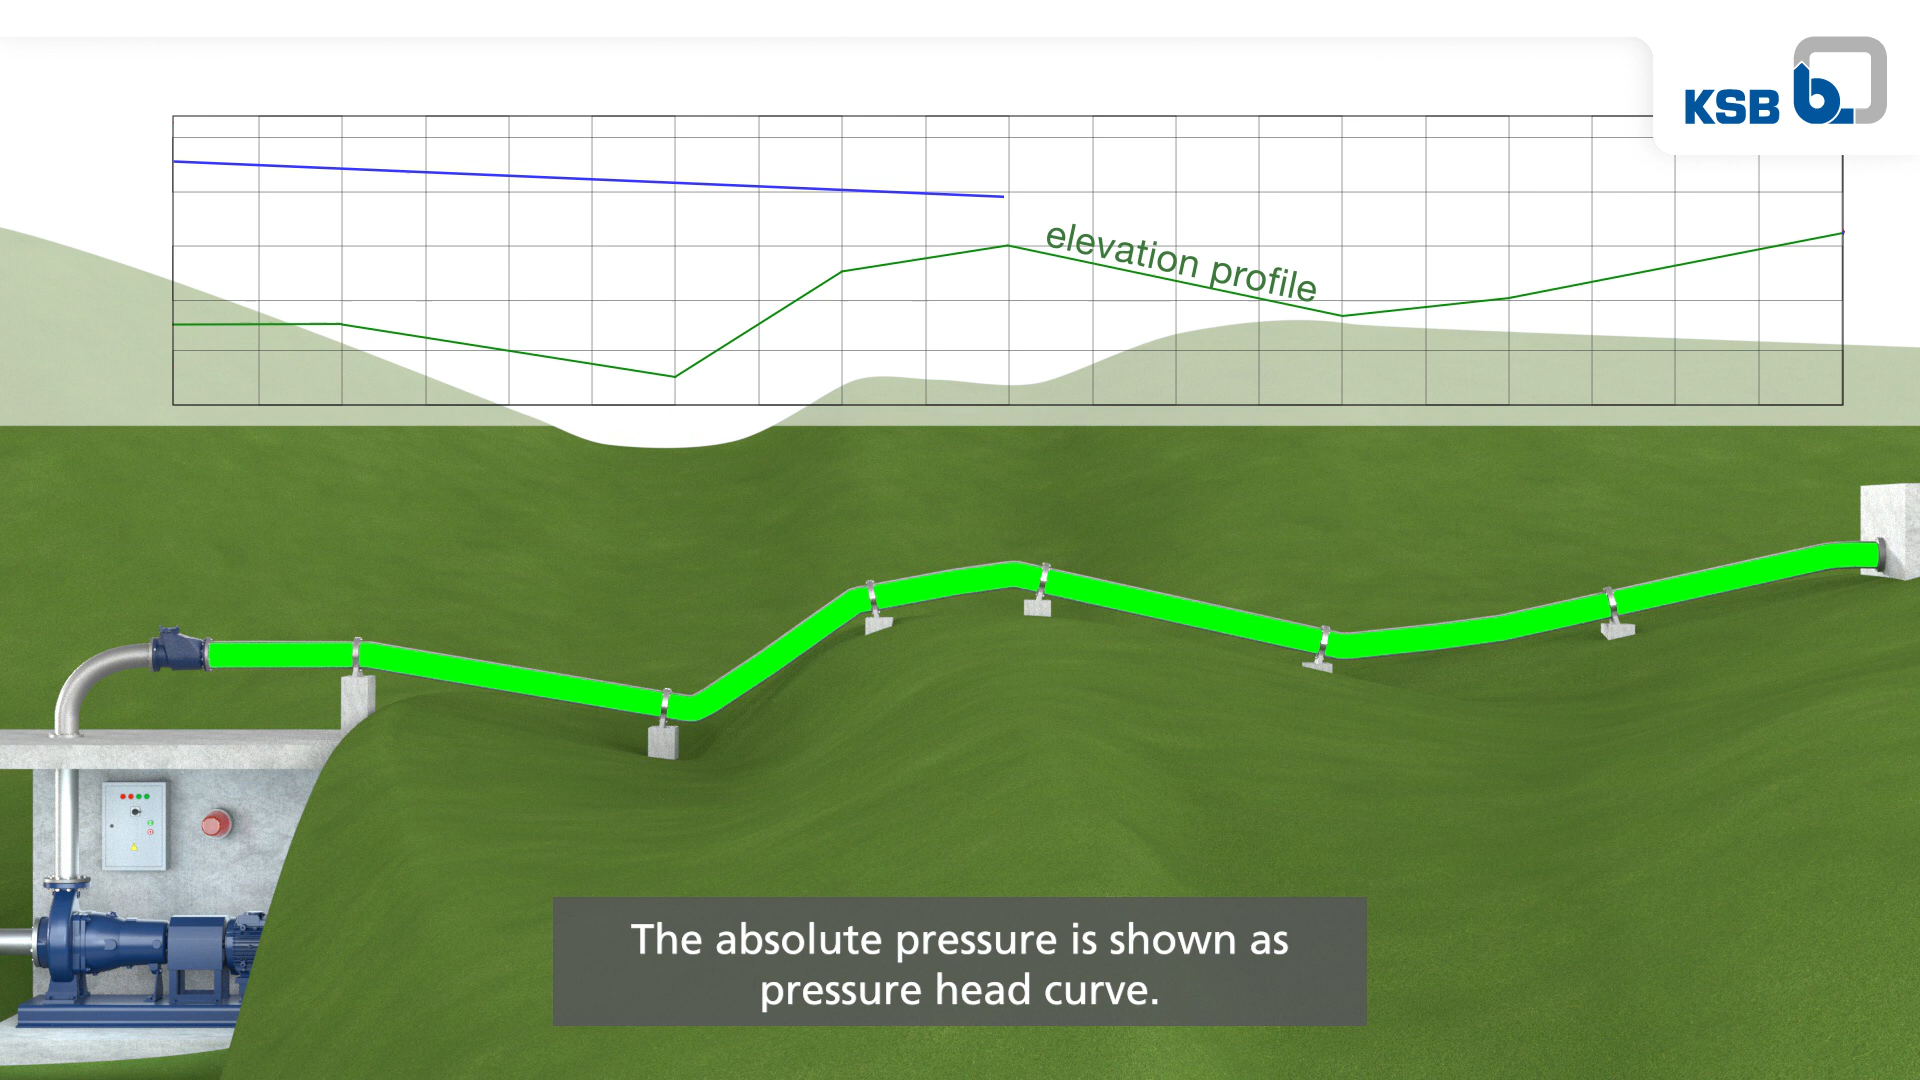 KSB b
elevation profile
The absolute pressure is shown as
pressure head curve.